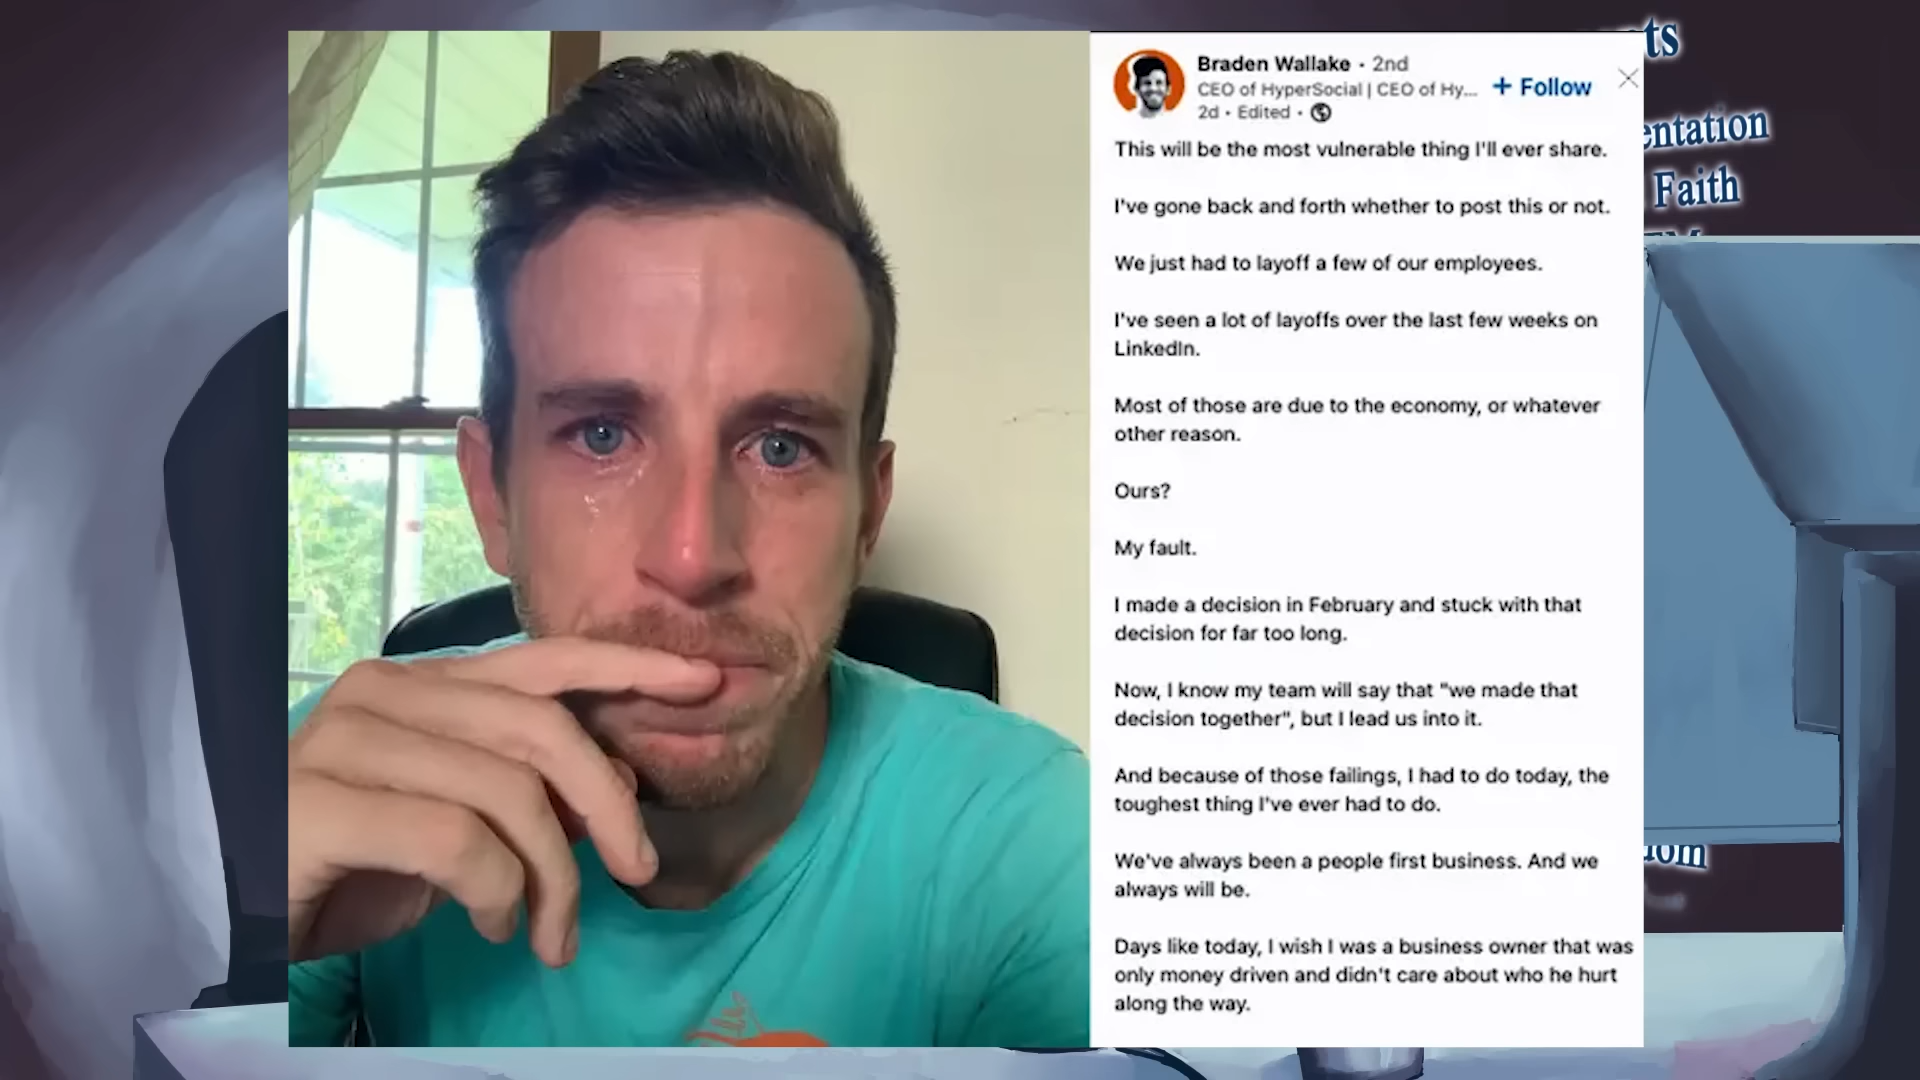 Braden Wallake · 2nd
CEO of HyperSocial | CEO of Hy...
+ Follow
2d · Edited ·
This will be the most vulnerable thing I'll ever share.
I've gone back and forth whether to post this or not.
We just had to layoff a few of our employees.
I've seen a lot of layoffs over the last few weeks on
LinkedIn.
Most of those are due to the economy, or whatever
other reason.
Ours?
My fault.
I made a decision in February and stuck with that
decision for far too long.
Now, I know my team will say that "we made that
decision together", but I lead us into it.
And because of those failings, I had to do today, the
toughest thing I've ever had to do.
We've always been a people first business. And we
always will be.
Days like today, I wish I was a business owner that was
only money driven and didn't care about who he hurt
along the way.
Faith